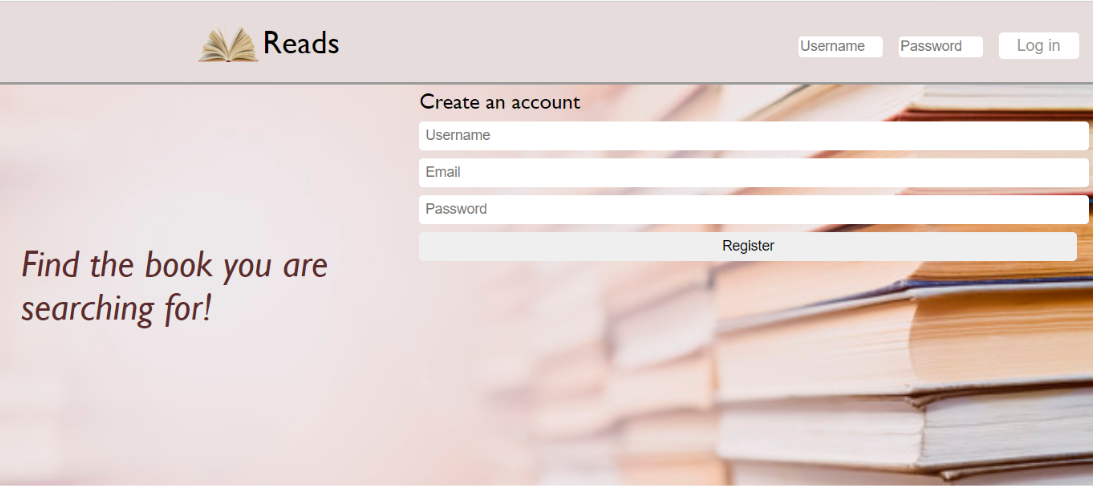 Reads
Username Password Log in
Create an account
Username
Email
Password
Register
Find the book you are
searching for!